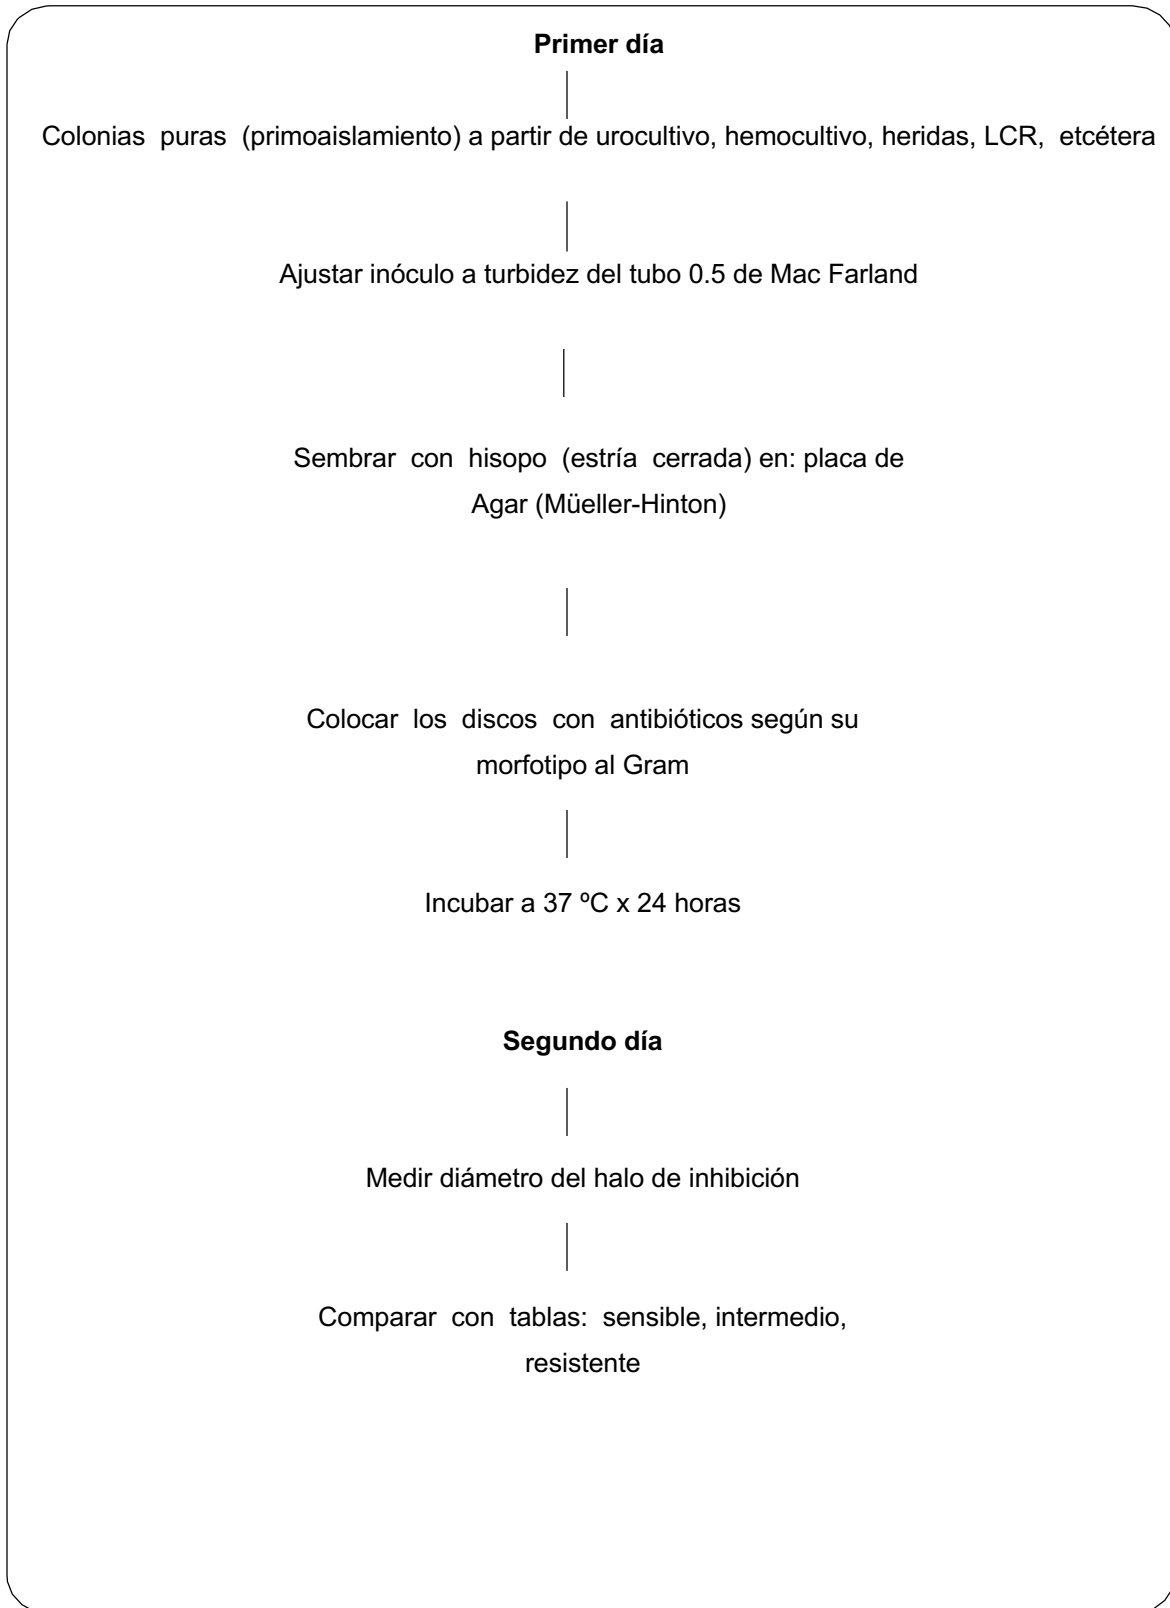 Primer día
Colonias puras (primoaislamiento) a partir de urocultivo, hemocultivo, heridas, LCR, etcétera
Ajustar inóculo a turbidez del tubo 0.5 de Mac Farland
Sembrar con hisopo (estría cerrada) en: placa de
Agar (Müeller-Hinton)
Colocar los discos con antibióticos según su
morfotipo al Gram
Incubar a 37 ºC x 24 horas
Segundo día
Medir diámetro del halo de inhibición
Comparar con tablas: sensible, intermedio,
resistente